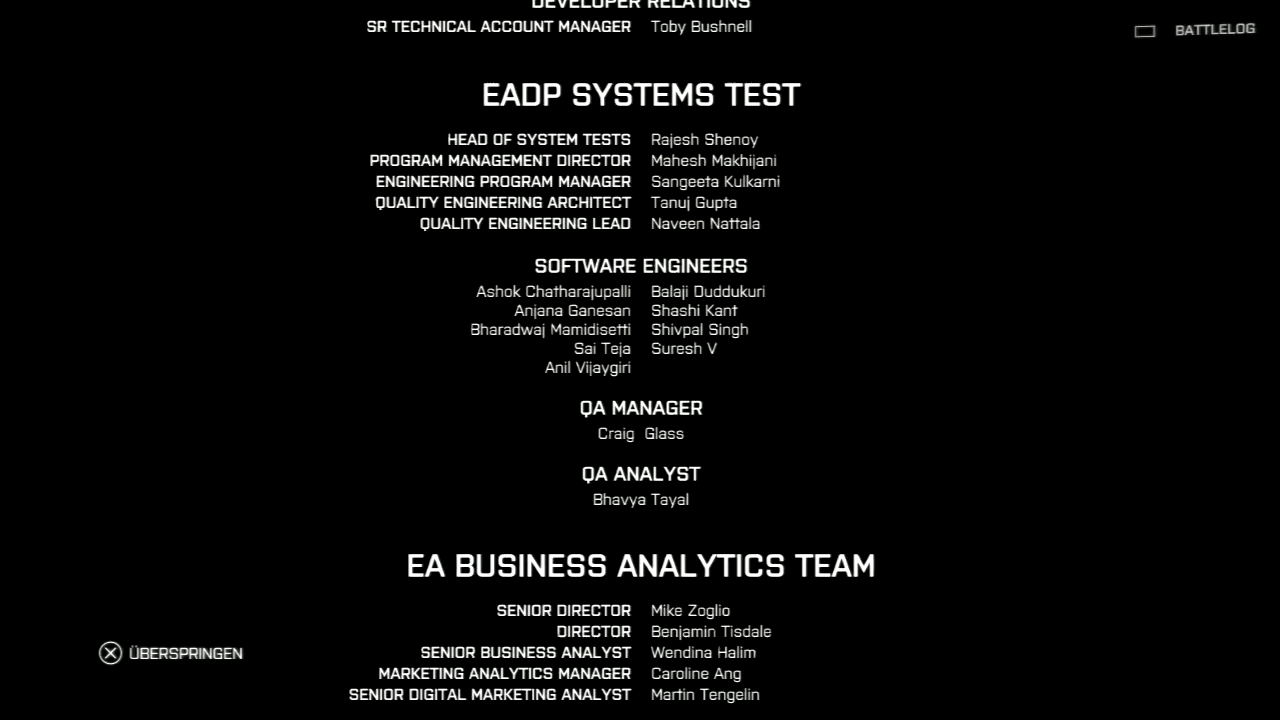 DEVELOPER RELATIONS
SR TECHNICAL ACCOUNT MANAGER Toby Bushnell
BATTLELOG
EADP SYSTEMS TEST
HEAD OF SYSTEM TESTS Rajesh Shenoy
PROGRAM MANAGEMENT DIRECTOR Mahesh Makhijani
ENGINEERING PROGRAM MANAGER Sangeeta Kulkarni
QUALITY ENGINEERING ARCHITECT Tanuj Gupta
QUALITY ENGINEERING LEAD Naveen Nattala
SOFTWARE ENGINEERS
Ashok Chatharajupalli Balaji Duddukuri
Anjana Ganesan Shashi Kant
Bharadwaj Mamidisetti Shivpal Singh
Sai Teja Suresh V
Anil Vijaygiri
QA MANAGER
Craig Glass
QA ANALYST
Bhavya Tayal
EA BUSINESS ANALYTICS TEAM
SENIOR DIRECTOR Mike Zoglio
DIRECTOR Benjamin Tisdale
SENIOR BUSINESS ANALYST Wendina Halim
MARKETING ANALYTICS MANAGER Caroline Ang
SENIOR DIGITAL MARKETING ANALYST Martin Tengelin
ÜBERSPRINGEN